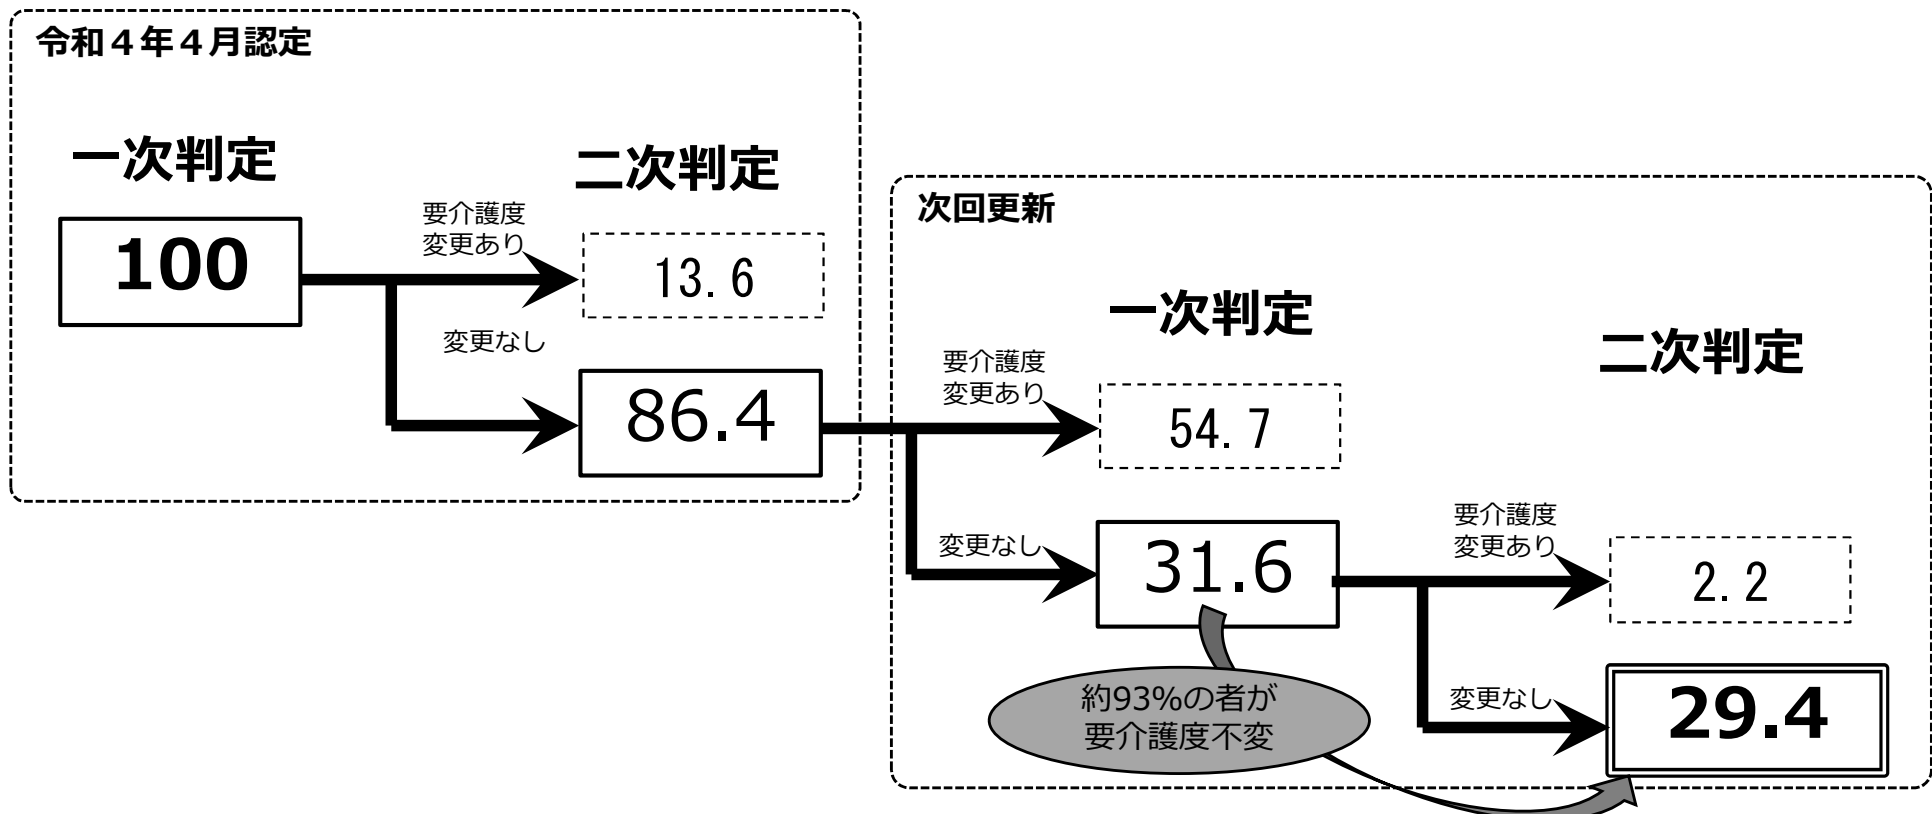 令和４年４月認定
一次判定
二次判定
100
要介護度
変更あり
13.6
変更なし
86.4
次回更新
一次判定
二次判定
要介護度
変更あり
54.7
変更なし
31.6
要介護度
変更あり
2.2
変更なし
29.4
約93%の者が
要介護度不変